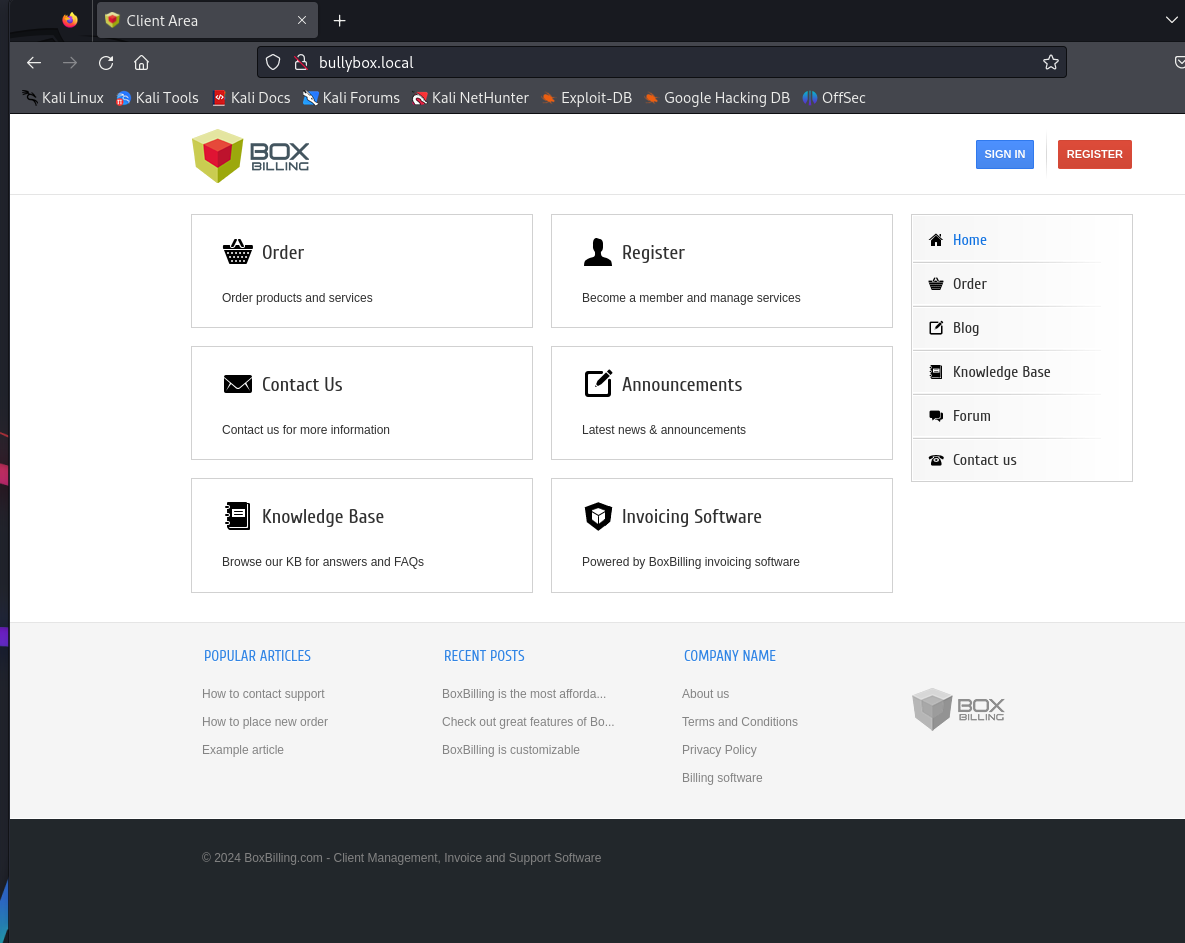 Client Area
bullybox.local
Kali Linux Kali Tools Kali Docs Kali Forums Kali NetHunter Exploit-DB Google Hacking DB OffSec
BOX
BILLING
SIGN IN REGISTER
Order
Order products and services
Register
Become a member and manage services
Contact Us
Contact us for more information
Announcements
Latest news & announcements
Knowledge Base
Browse our KB for answers and FAQs
Invoicing Software
Powered by BoxBilling invoicing software
Home
Order
Blog
Knowledge Base
Forum
Contact us
POPULAR ARTICLES
How to contact support
How to place new order
Example article
RECENT POSTS
BoxBilling is the most afforda...
Check out great features of Bo...
BoxBilling is customizable
COMPANY NAME
About us
Terms and Conditions
Privacy Policy
Billing software
BOX
BILLING
© 2024 BoxBilling.com - Client Management, Invoice and Support Software